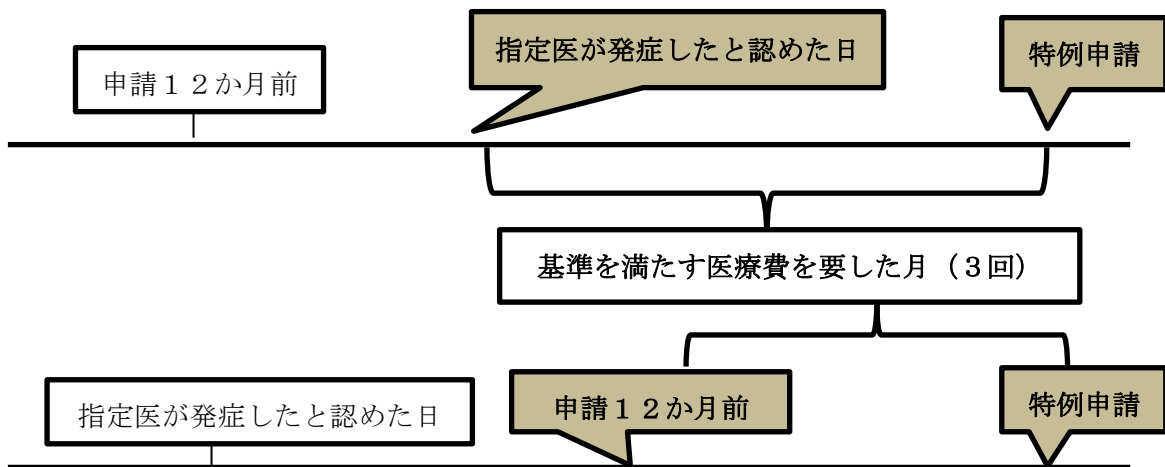 申請１２か月前
指定医が発症したと認めた日
特例申請
基準を満たす医療費を要した月（３回）
指定医が発症したと認めた日
申請１２か月前
特例申請